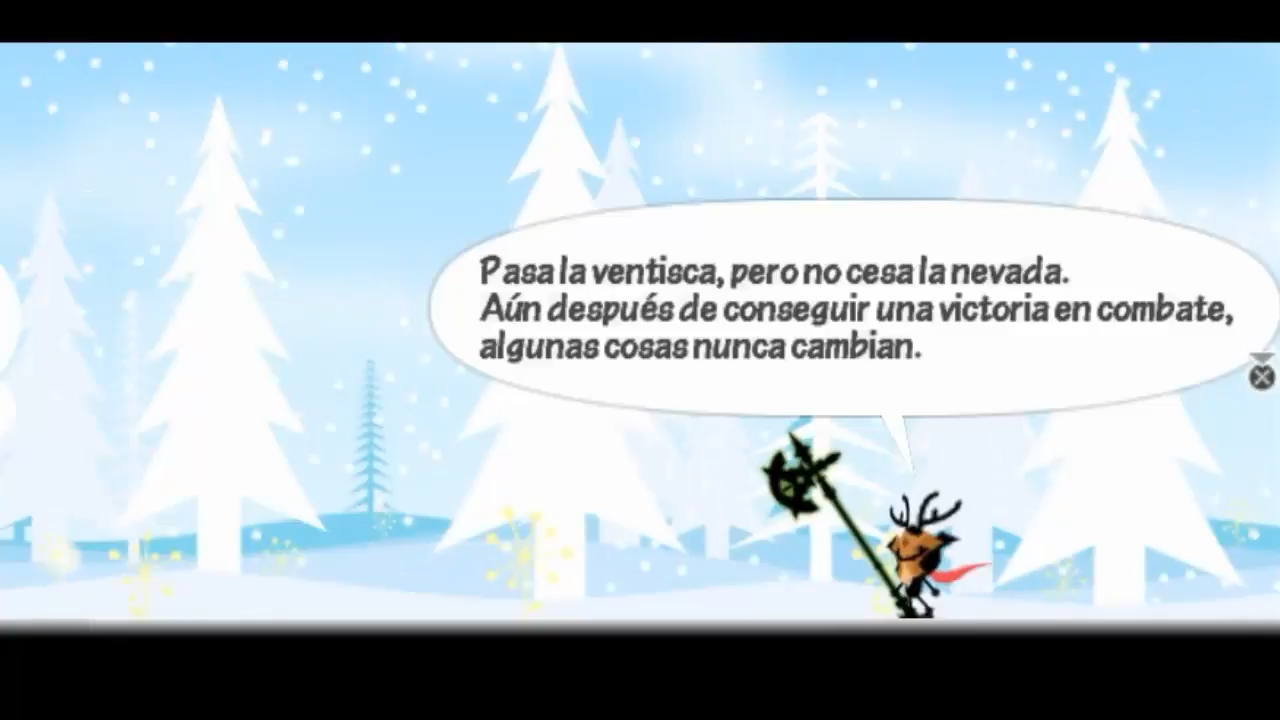 Pasa la ventisca, pero no cesa la nevada.
Aún después de conseguir una victoria en combate,
algunas cosas nunca cambian.